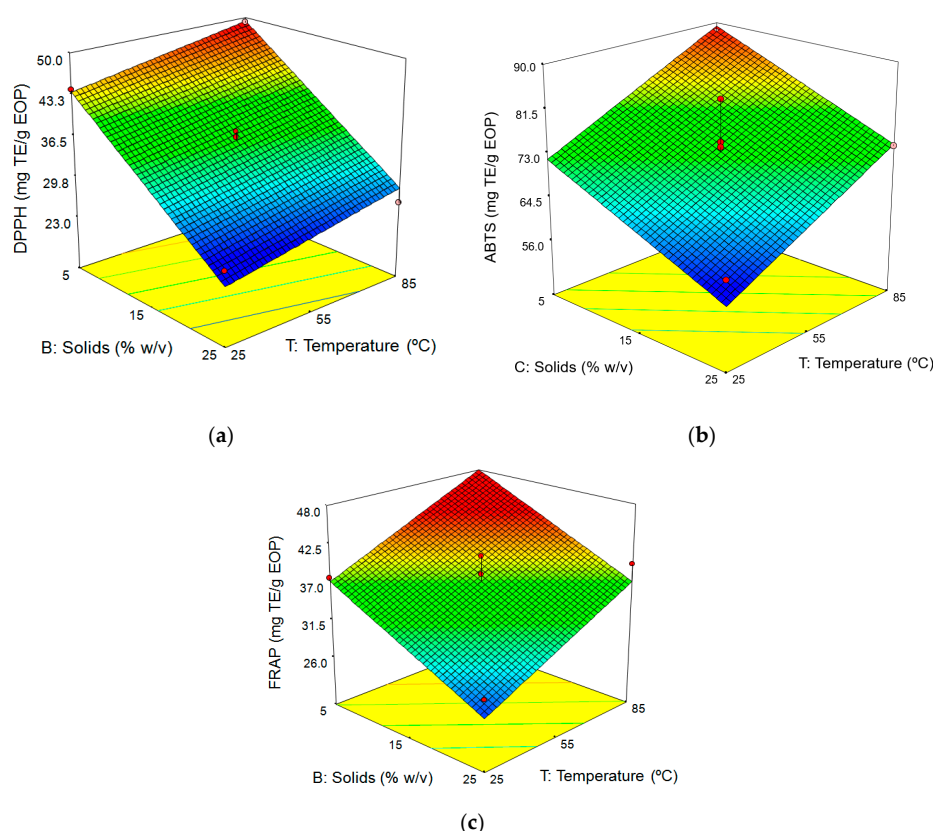 50.0
43.3
36.5
29.8
23.0
DPPH (mg TE/g EOP)
5
15
25
B: Solids (% w/v)
25
55
85
T: Temperature (ºC)
(a)
90.0
81.5
73.0
64.5
56.0
ABTS (mg TE/g EOP)
5
15
25
C: Solids (% w/v)
25
55
85
T: Temperature (ºC)
(b)
48.0
42.5
37.0
31.5
26.0
FRAP (mg TE/g EOP)
5
15
25
B: Solids (% w/v)
25
55
85
T: Temperature (ºC)
(c)